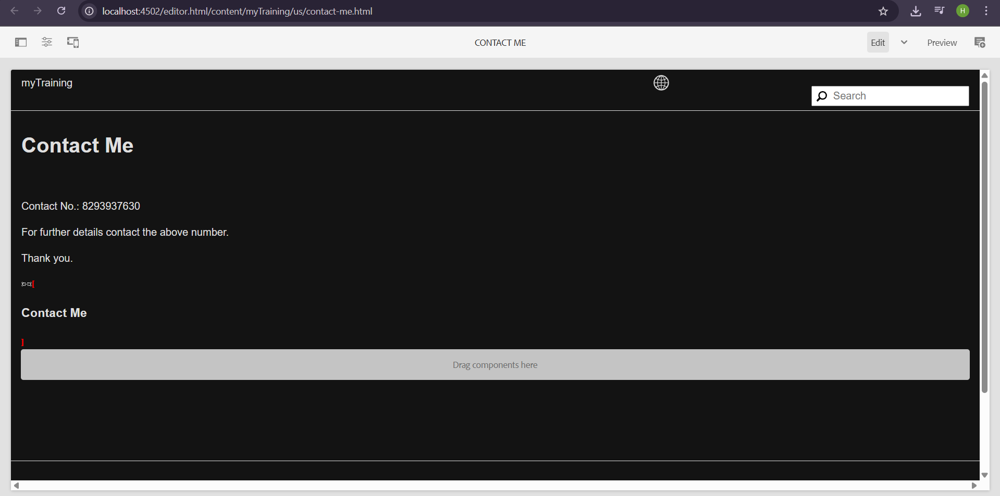 localhost:4502/editor.html/content/myTraining/us/contact-me.html
H
CONTACT ME
Edit
Preview
myTraining
Search
Contact Me
Contact No.: 8293937630
For further details contact the above number.
Thank you.
[
Contact Me
]
Drag components here